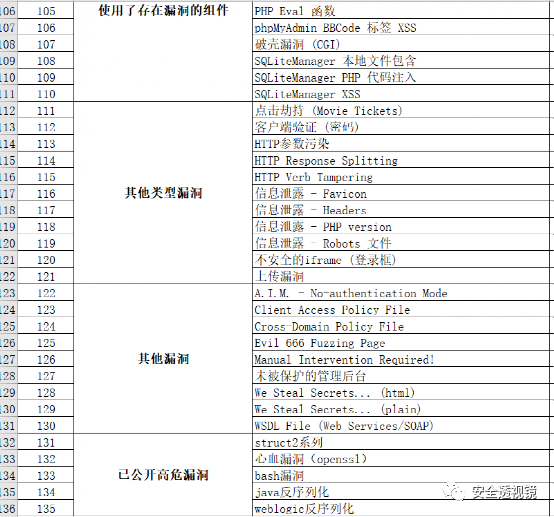 106 105 使用了存在漏洞的组件 PHP Eval 函数
107 106 phpMyAdmin BBCode 标签 XSS
108 107 破壳漏洞 (CGI)
109 108 SQLiteManager 本地文件包含
110 109 SQLiteManager PHP 代码注入
111 110 SQLiteManager XSS
112 111 点击劫持 (Movie Tickets)
113 112 客户端验证 (密码)
114 113 HTTP参数污染
115 114 HTTP Response Splitting
116 115 HTTP Verb Tampering
117 116 其他类型漏洞 信息泄露 - Favicon
118 117 信息泄露 - Headers
119 118 信息泄露 - PHP version
120 119 信息泄露 - Robots 文件
121 120 不安全的iframe (登录框)
122 121 上传漏洞
123 122 A.I.M. - No-authentication Mode
124 123 Client Access Policy File
125 124 Cross-Domain Policy File
126 125 Evil 666 Fuzzing Page
127 126 其他漏洞 Manual Intervention Required!
128 127 未被保护的管理后台
129 128 We Steal Secrets... (html)
130 129 We Steal Secrets... (plain)
131 130 WSDL File (Web Services/SOAP)
132 131 struct2系列
133 132 心血漏洞（openssl）
134 133 已公开高危漏洞 bash漏洞
135 134 java反序列化
136 135 weblogic反序列化
安全透视镜